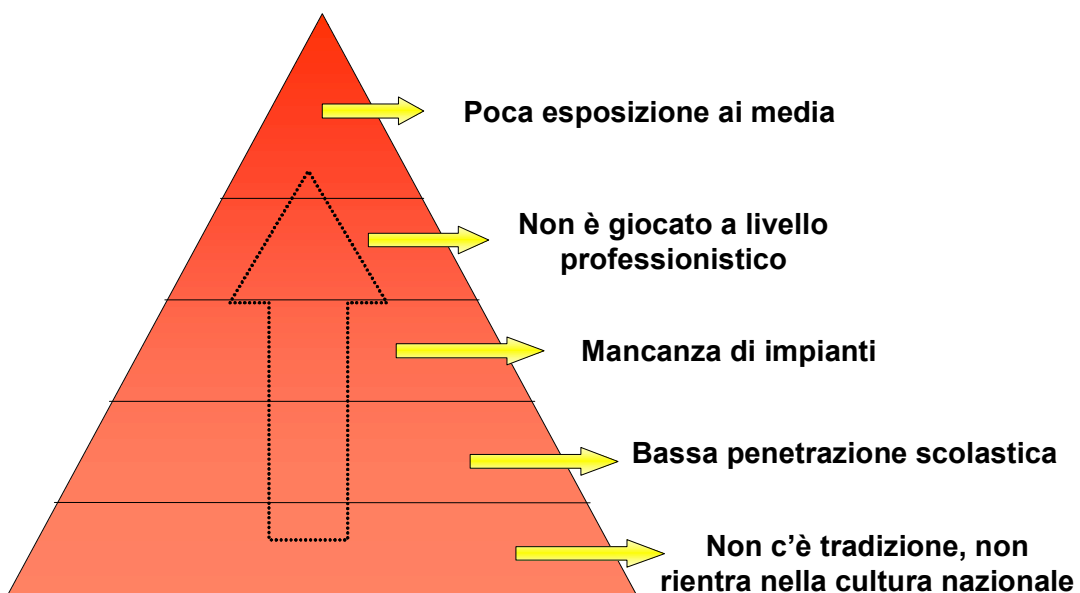 Poca esposizione ai media
Non è giocato a livello
professionistico
Mancanza di impianti
Bassa penetrazione scolastica
Non c’è tradizione, non
rientra nella cultura nazionale